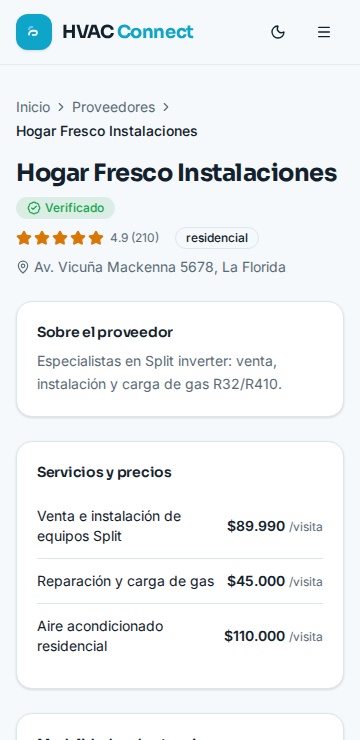 HVAC Connect
Inicio > Proveedores >
Hogar Fresco Instalaciones
Hogar Fresco Instalaciones
Verificado
4.9 (210) residencial
Av. Vicuña Mackenna 5678, La Florida
Sobre el proveedor
Especialistas en Split inverter: venta,
instalación y carga de gas R32/R410.
Servicios y precios
Venta e instalación de
equipos Split
$89.990 /visita
Reparación y carga de gas $45.000 /visita
Aire acondicionado
residencial
$110.000 /visita